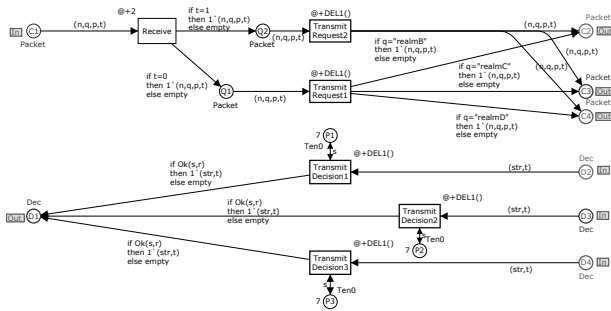 @+2
if t=1
then 1`(n,q,p,t)
else empty
@+DEL1()
Packet
In
C1
(n,q,p,t)
Receive
Q2
(n,q,p,t)
Transmit
Request2
(n,q,p,t)
C2
Out
Packet
Packet
if q="realmB"
then 1`(n,q,p,t)
else empty
(n,q,p,t)
if t=0
then 1`(n,q,p,t)
else empty
@+DEL1()
if q="realmC"
then 1`(n,q,p,t)
else empty
(n,q,p,t)
Packet
Q1
Packet
(n,q,p,t)
Transmit
Request1
C3
Out
Packet
if q="realmD"
then 1`(n,q,p,t)
else empty
C4
Out
7
P1
Ten0
s
@+DEL1()
if Ok(s,r)
then 1`(str,t)
else empty
Transmit
Decision1
(str,t)
Dec
D2
In
Dec
Out
D1
if Ok(s,r)
then 1`(str,t)
else empty
@+DEL1()
Transmit
Decision2
(str,t)
D3
In
Dec
s
Ten0
7
P2
if Ok(s,r)
then 1`(str,t)
else empty
@+DEL1()
Transmit
Decision3
(str,t)
D4
In
Dec
s
Ten0
7
P3